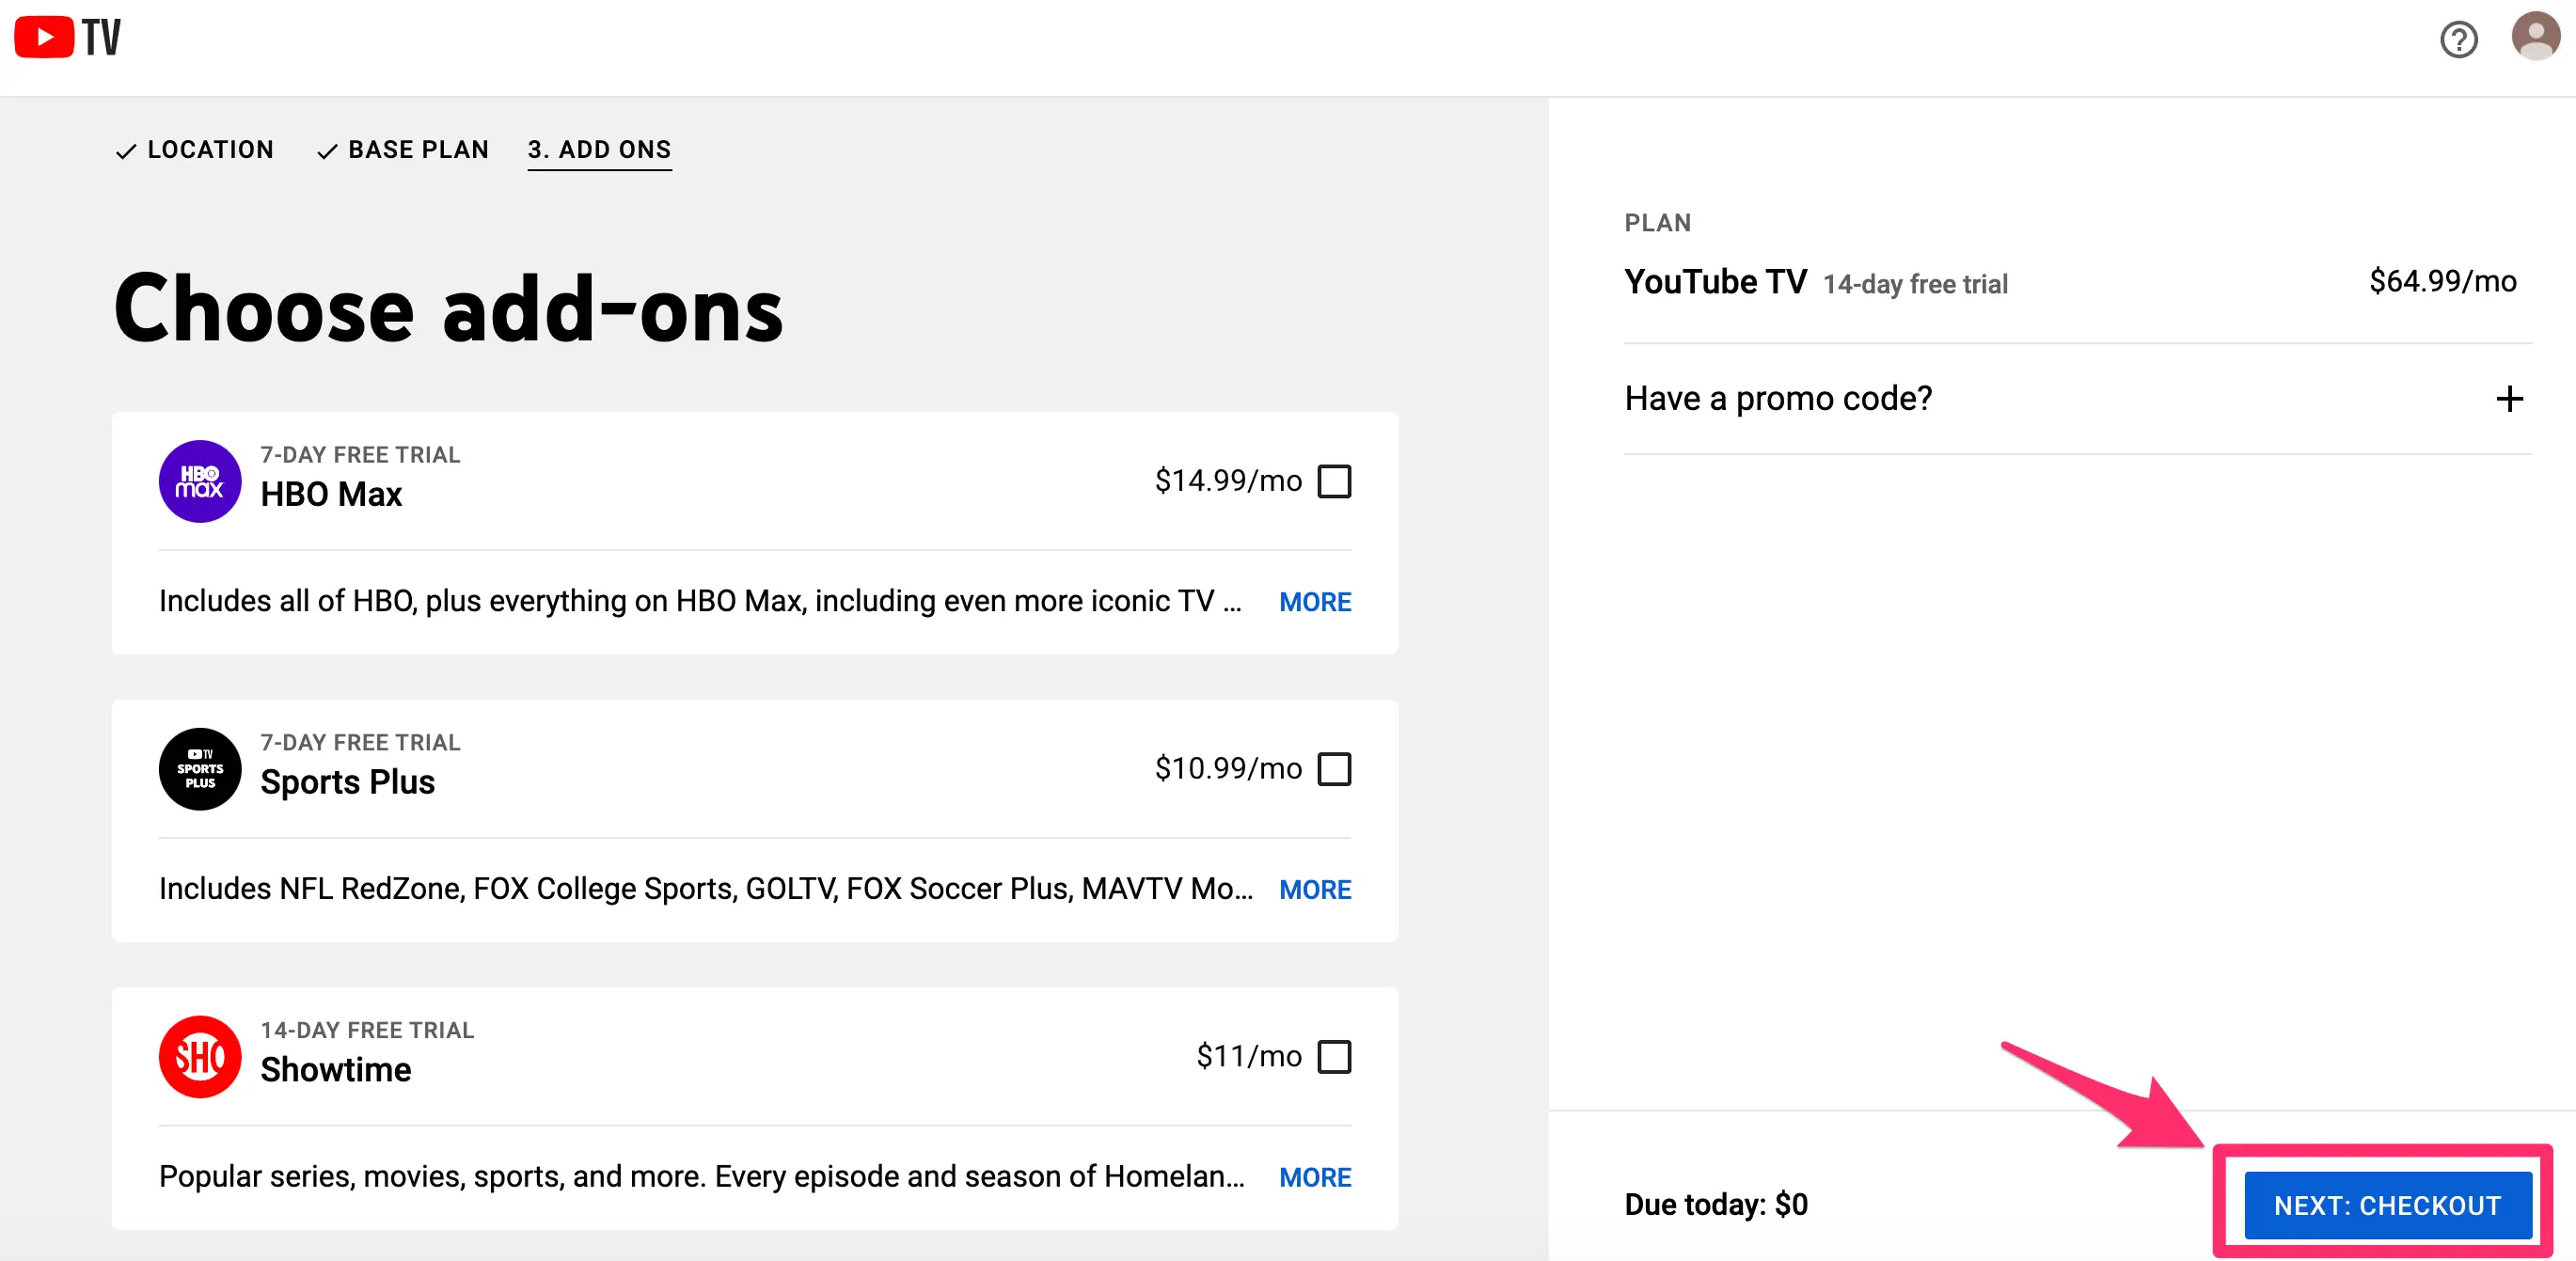 TV
LOCATION BASE PLAN 3. ADD ONS
Choose add-ons
HBO
max
7-DAY FREE TRIAL
HBO Max
$14.99/mo
Includes all of HBO, plus everything on HBO Max, including even more iconic TV ... MORE
TV
SPORTS
PLUS
7-DAY FREE TRIAL
Sports Plus
$10.99/mo
Includes NFL RedZone, FOX College Sports, GOLTV, FOX Soccer Plus, MAVTV Mo... MORE
SHO
14-DAY FREE TRIAL
Showtime
$11/mo
Popular series, movies, sports, and more. Every episode and season of Homelan... MORE
PLAN
YouTube TV 14-day free trial $64.99/mo
Have a promo code? +
Due today: $0
NEXT: CHECKOUT